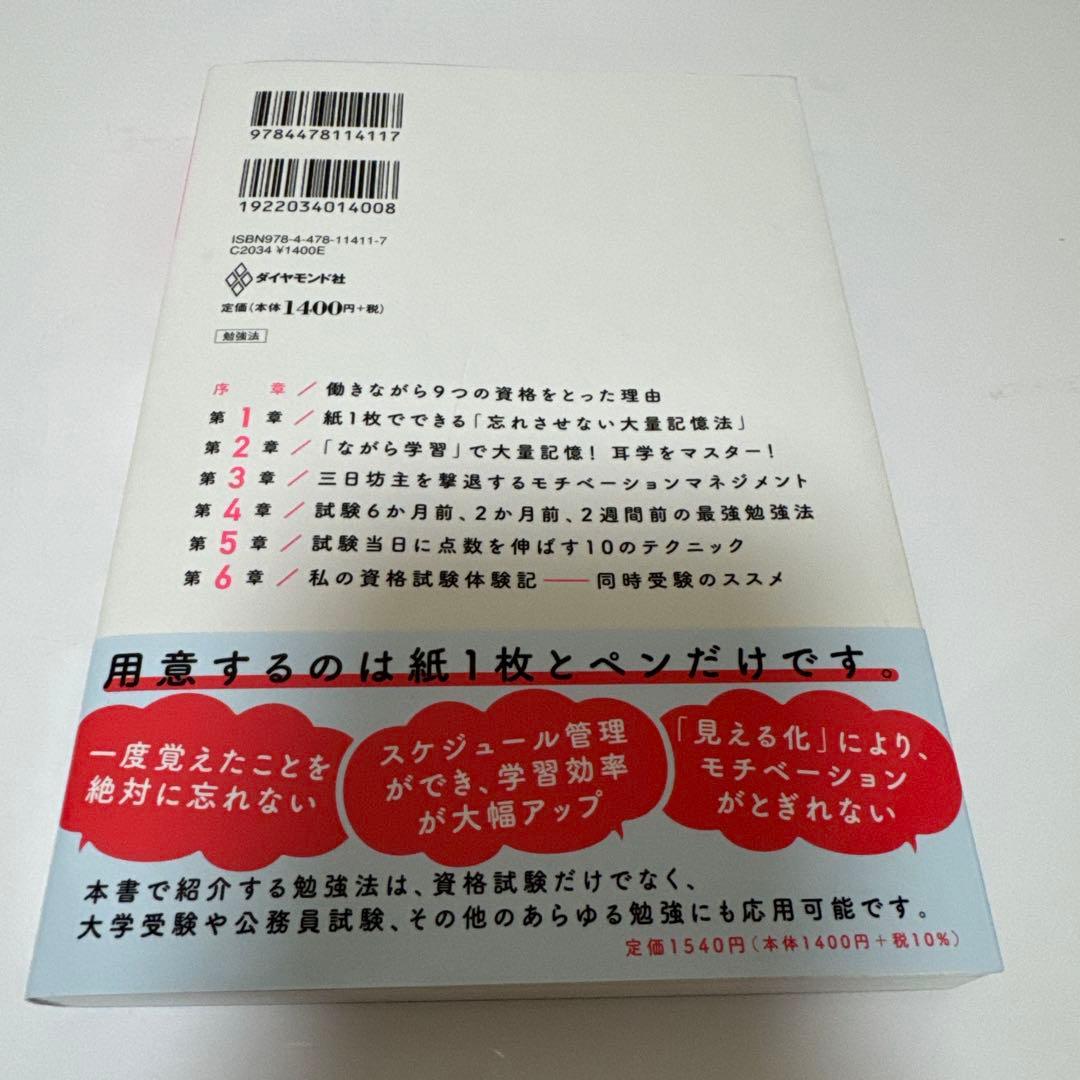 9784478114117
1922034014008
ISBN978-4-478-11411-7
C2034 ¥1400E
ダイヤモンド社
定価(本体1400円+税)
勉強法
序 章/働きながら9つの資格をとった理由
第1章/紙1枚でできる「忘れさせない大量記憶法」
第2章/「ながら学習」で大量記憶! 耳学をマスター!
第3章/三日坊主を撃退するモチベーションマネジメント
第4章/試験6か月前、2か月前、2週間前の最強勉強法
第5章/試験当日に点数を伸ばす10のテクニック
第6章/私の資格試験体験記——同時受験のススメ
用意するのは紙1枚とペンだけです。
一度覚えたことを
絶対に忘れない
スケジュール管理
ができ、学習効率
が大幅アップ
「見える化」により、
モチベーション
がとぎれない
本書で紹介する勉強法は、資格試験だけでなく、
大学受験や公務員試験、その他のあらゆる勉強にも応用可能です。
定価1540円(本体1400円+税10%)